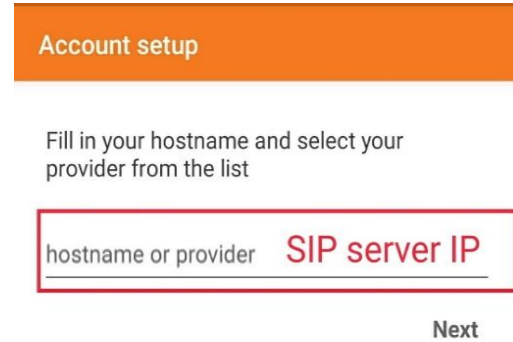 Account setup
Fill in your hostname and select your
provider from the list
hostname or provider SIP server IP
Next